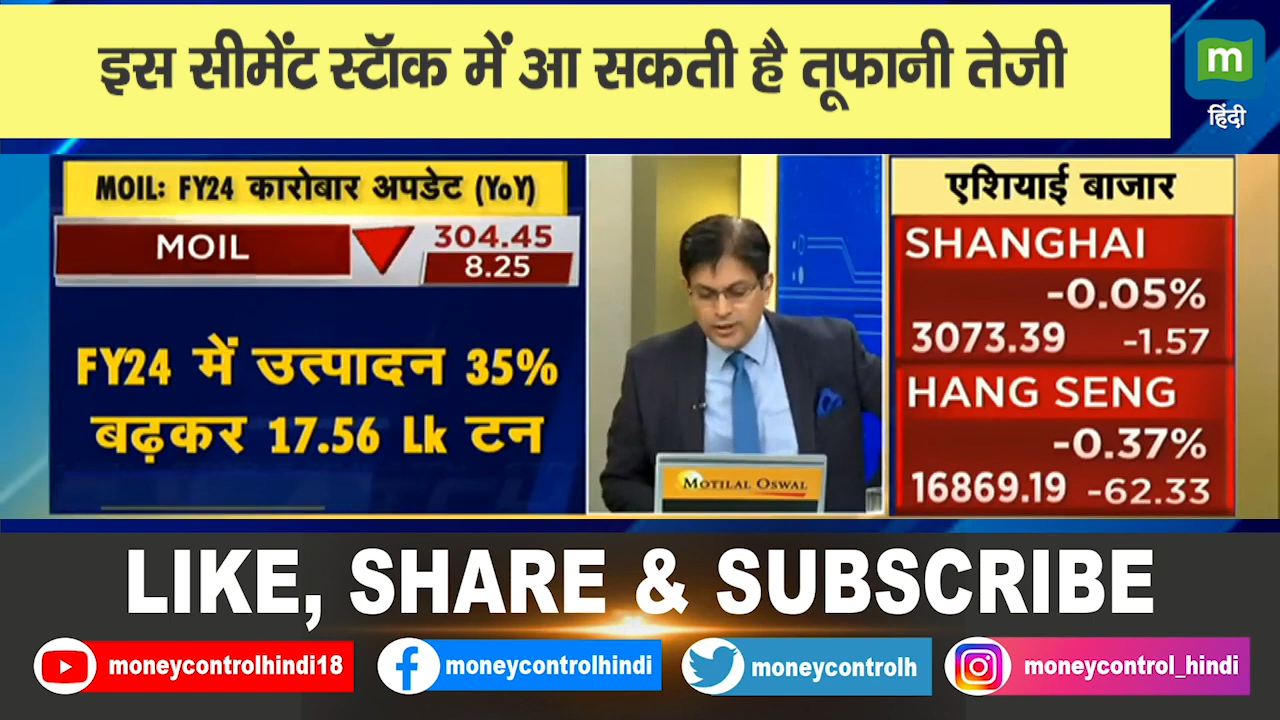 इस सीमेंट स्टॉक में आ सकती है तूफानी तेजी
m
हिंदी
MOIL: FY24 कारोबार अपडेट (YoY)
MOIL
304.45
8.25
FY24 में उत्पादन 35%
बढ़कर 17.56 Lk टन
MOTILAL OSWAL
एशियाई बाजार
SHANGHAI
-0.05%
3073.39 -1.57
HANG SENG
-0.37%
16869.19 -62.33
LIKE, SHARE & SUBSCRIBE
moneycontrolhindi18
moneycontrolhindi
moneycontrolh
moneycontrol_hindi